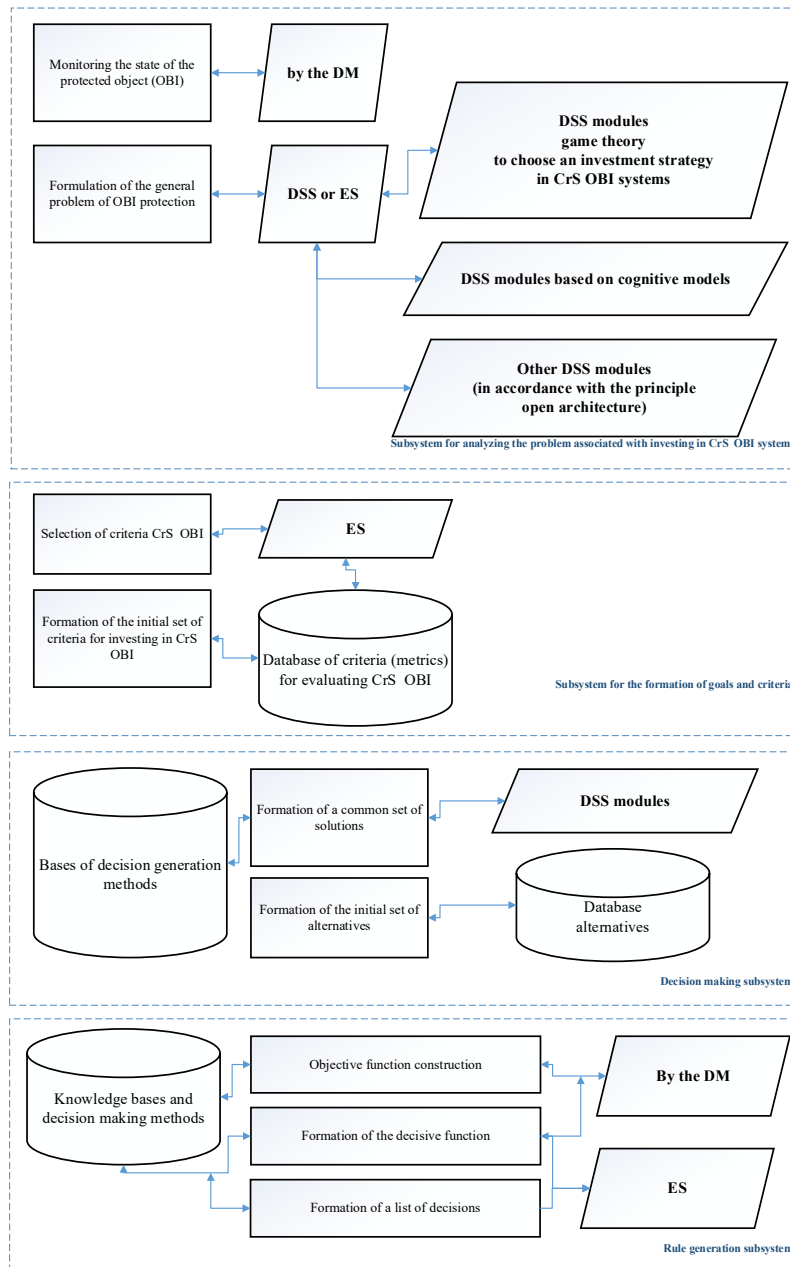 Monitoring the state of the
protected object (OBI)
by the DM
DSS modules
game theory
to choose an investment strategy
in CrS OBI systems
Formulation of the general
problem of OBI protection
DSS or ES
DSS modules based on cognitive models
Other DSS modules
(in accordance with the principle
open architecture)
Subsystem for analyzing the problem associated with investing in CrS OBI system
Selection of criteria CrS OBI
ES
Formation of the initial set of
criteria for investing in CrS
OBI
Database of criteria (metrics)
for evaluating CrS OBI
Subsystem for the formation of goals and criteria
Bases of decision generation
methods
Formation of a common set of
solutions
DSS modules
Formation of the initial set of
alternatives
Database
alternatives
Decision making subsystem
Knowledge bases and
decision making methods
Objective function construction
By the DM
Formation of the decisive function
ES
Formation of a list of decisions
Rule generation subsystem